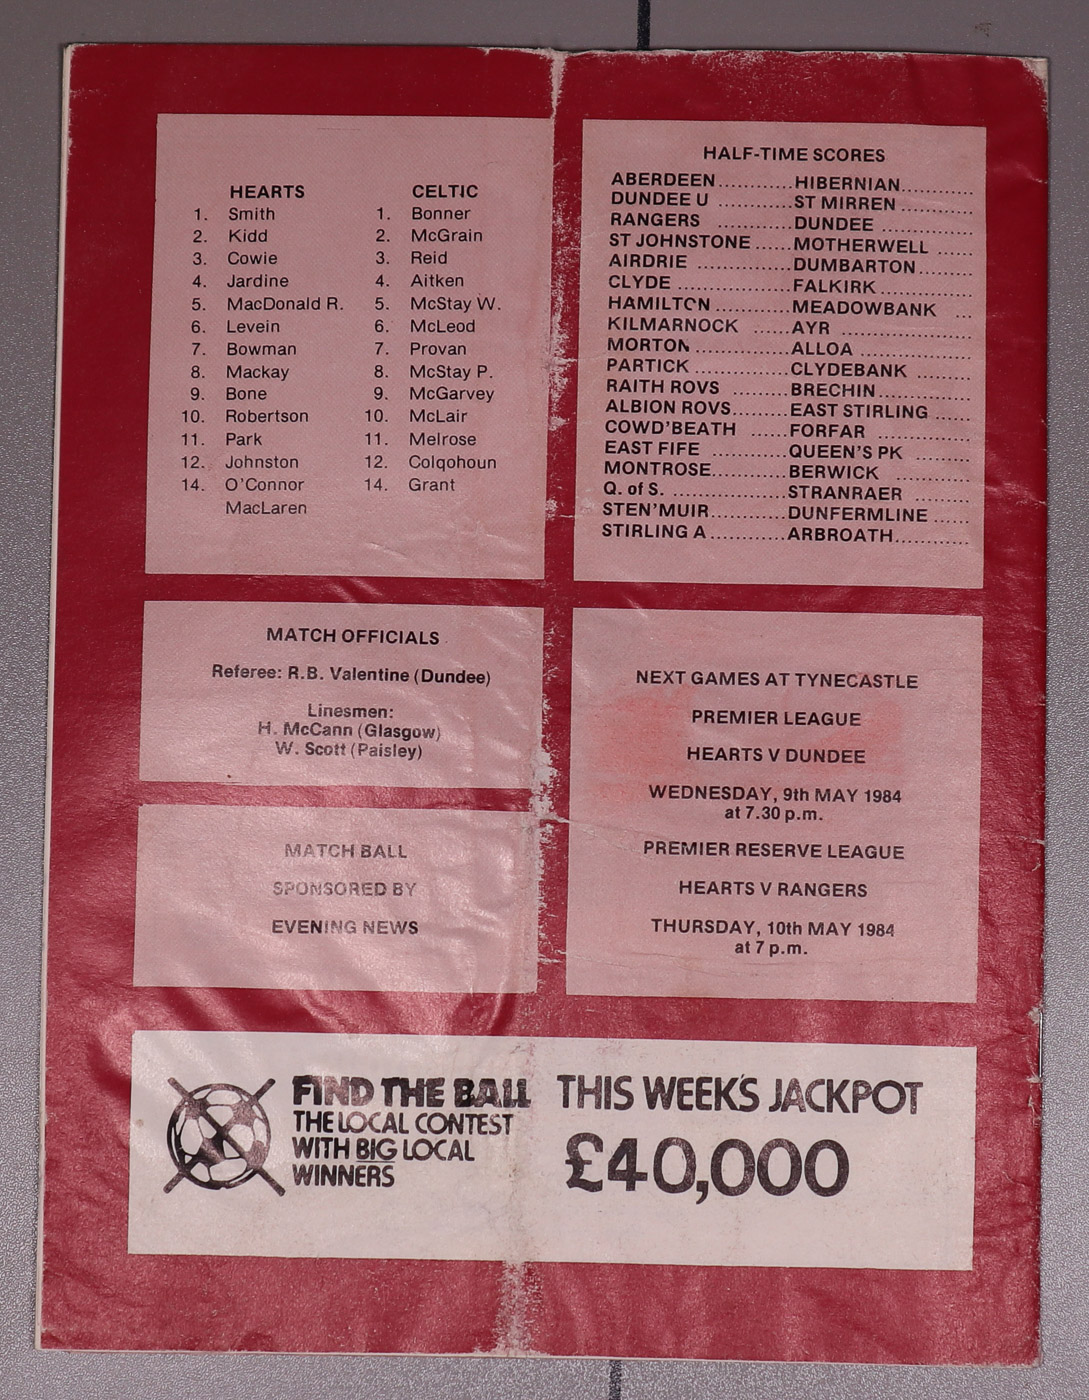 HEARTS CELTIC
1. Smith 1. Bonner
2. Kidd 2. McGrain
3. Cowie 3. Reid
4. Jardine 4. Aitken
5. MacDonald R. 5. McStay W.
6. Levein 6. McLeod
7. Bowman 7. Provan
8. Mackay 8. McStay P.
9. Bone 9. McGarvey
10. Robertson 10. McLair
11. Park 11. Melrose
12. Johnston 12. Colqohoun
14. O'Connor 14. Grant
MacLaren
HALF-TIME SCORES
ABERDEEN...........HIBERNIAN..........
DUNDEE U ...........ST MIRREN ..........
RANGERS ...........DUNDEE .............
ST JOHNSTONE ......MOTHERWELL ......
AIRDRIE ..............DUMBARTON........
CLYDE .................FALKIRK ..............
HAMILTON ...........MEADOWBANK ...
KILMARNOCK ......AYR ...................
MORTON ..............ALLOA ................
PARTICK ...............CLYDEBANK ........
RAITH ROVS ..........BRECHIN..............
ALBION ROVS........EAST STIRLING .....
COWD'BEATH ......FORFAR ..............
EAST FIFE ...........QUEEN'S PK .........
MONTROSE...........BERWICK .............
Q. of S. .................STRANRAER .........
STEN'MUIR...........DUNFERMLINE ......
STIRLING A...........ARBROATH...........
MATCH OFFICIALS
Referee: R.B. Valentine (Dundee)
Linesmen:
H. McCann (Glasgow)
W. Scott (Paisley)
MATCH BALL
SPONSORED BY
EVENING NEWS
NEXT GAMES AT TYNECASTLE
PREMIER LEAGUE
HEARTS V DUNDEE
WEDNESDAY, 9th MAY 1984
at 7.30 p.m.
PREMIER RESERVE LEAGUE
HEARTS V RANGERS
THURSDAY, 10th MAY 1984
at 7 p.m.
FIND THE BALL
THE LOCAL CONTEST
WITH BIG LOCAL
WINNERS
THIS WEEK'S JACKPOT
£40,000